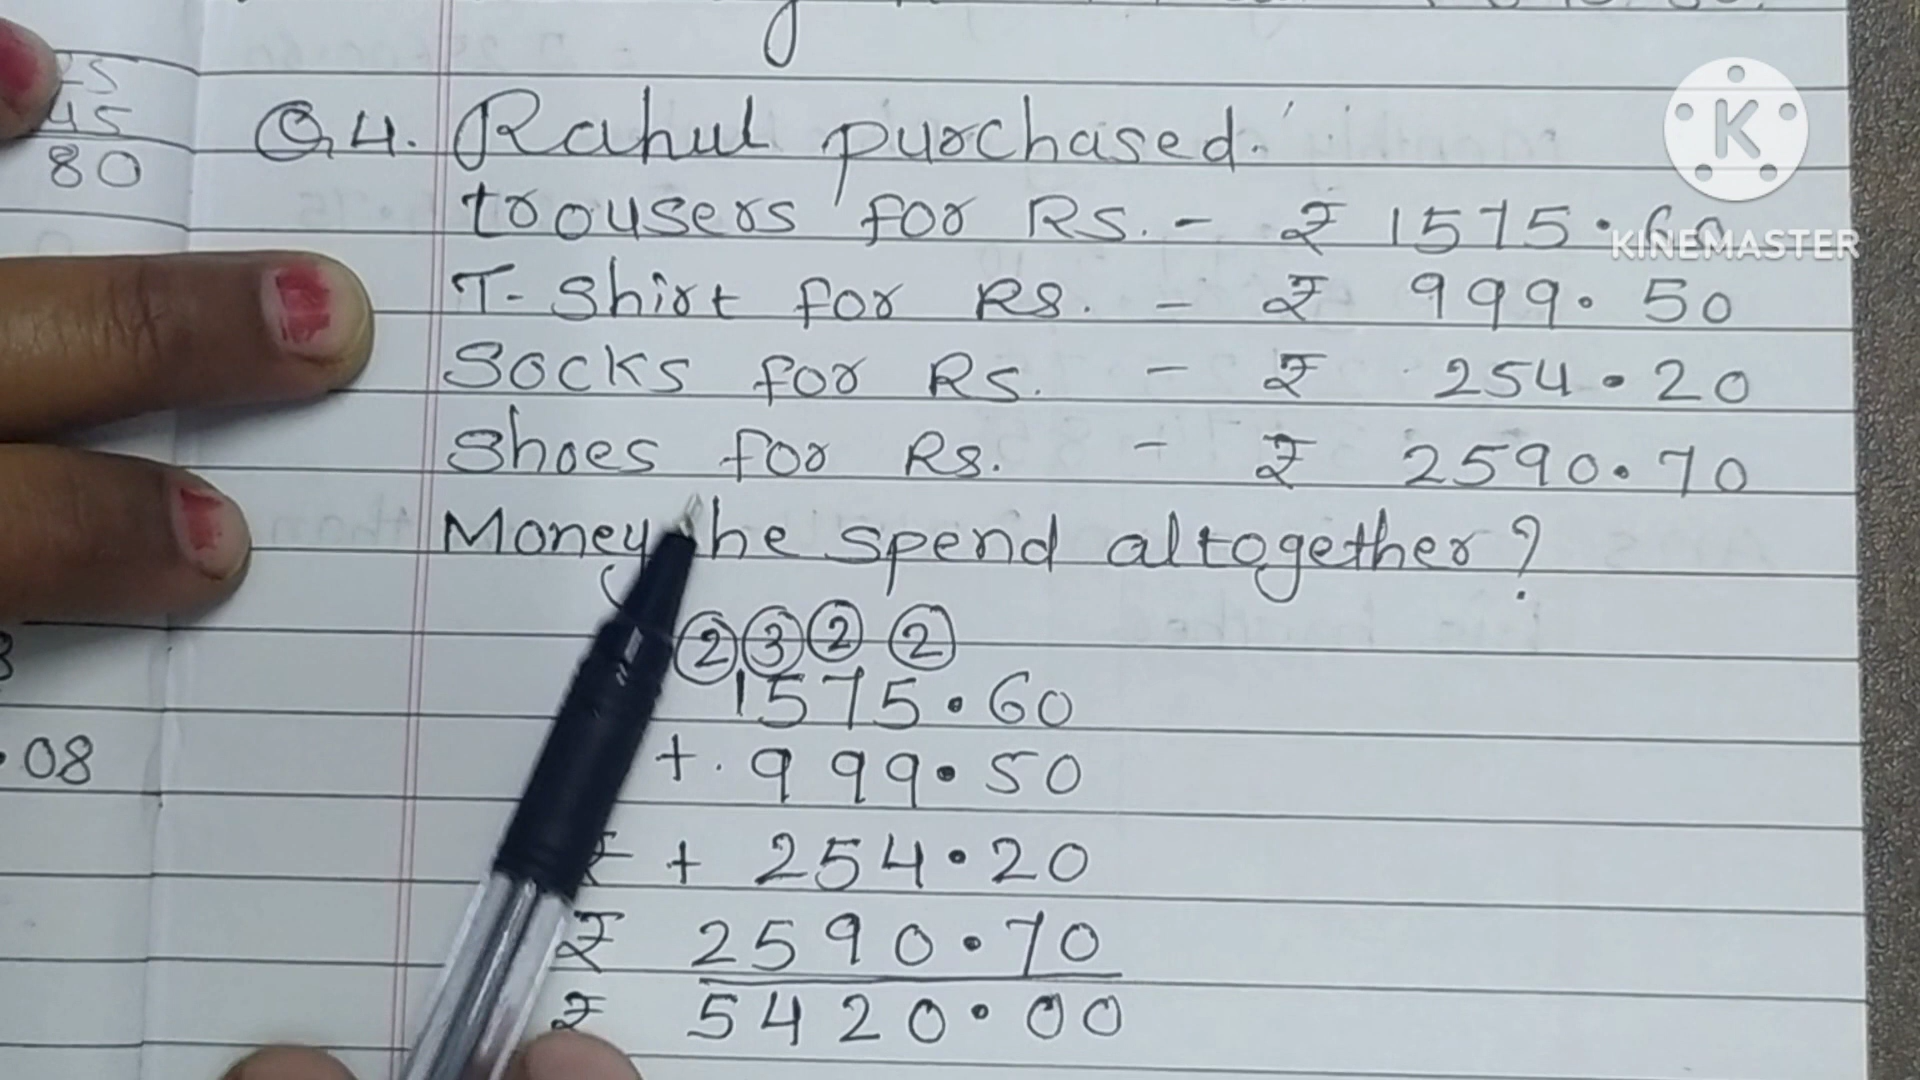 25
45
80
Q.4. Rahul purchased.
trousers for Rs. - ₹ 1575.60
KINEMASTER
T-Shirt for Rs. - ₹ 999.50
Socks for Rs. - ₹ 254.20
Shoes for Rs. - ₹ 2590.70
Money he spend altogether?
2 3 2 2
1575.60
+ 999.50
.08
₹ + 254.20
₹ 2590.70
₹ 5420.00